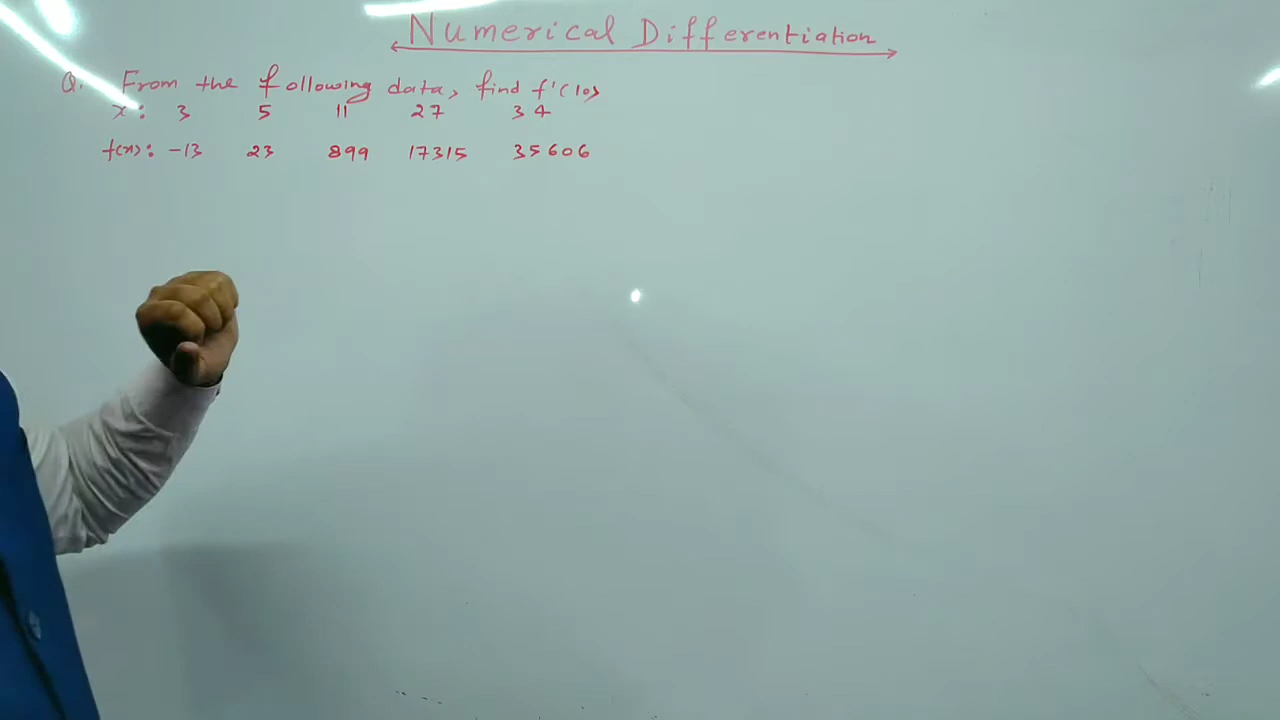 Numerical Differentiation
Q. From the following data, find f'(10)
x: 3 5 11 27 34
f(x): -13 23 899 17315 35606